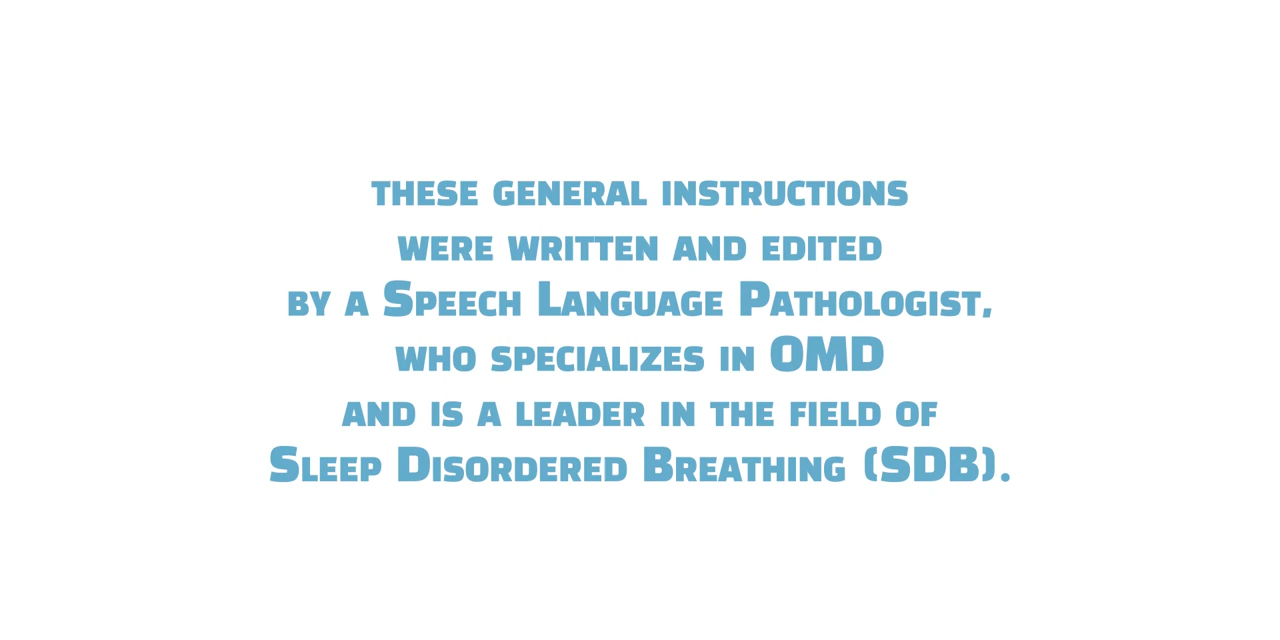 these general instructions
were written and edited
by a Speech Language Pathologist,
who specializes in OMD
and is a leader in the field of
Sleep Disordered Breathing (SDB).